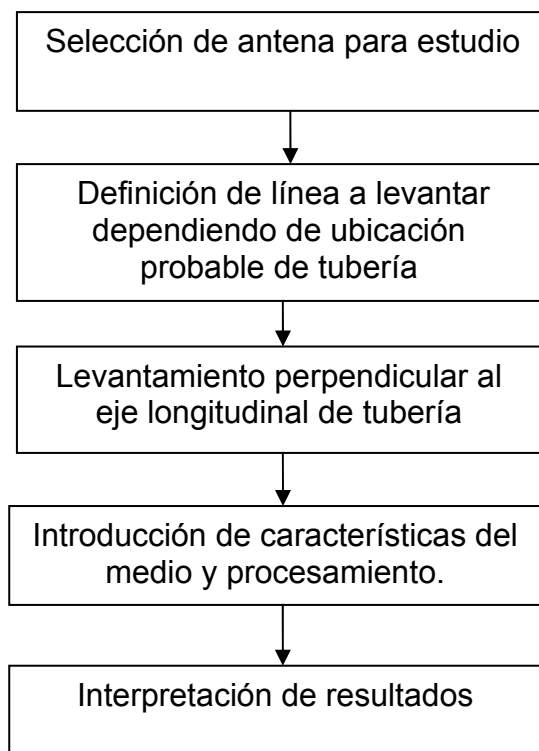 Selección de antena para estudio
Definición de línea a levantar
dependiendo de ubicación
probable de tubería
Levantamiento perpendicular al
eje longitudinal de tubería
Introducción de características del
medio y procesamiento.
Interpretación de resultados